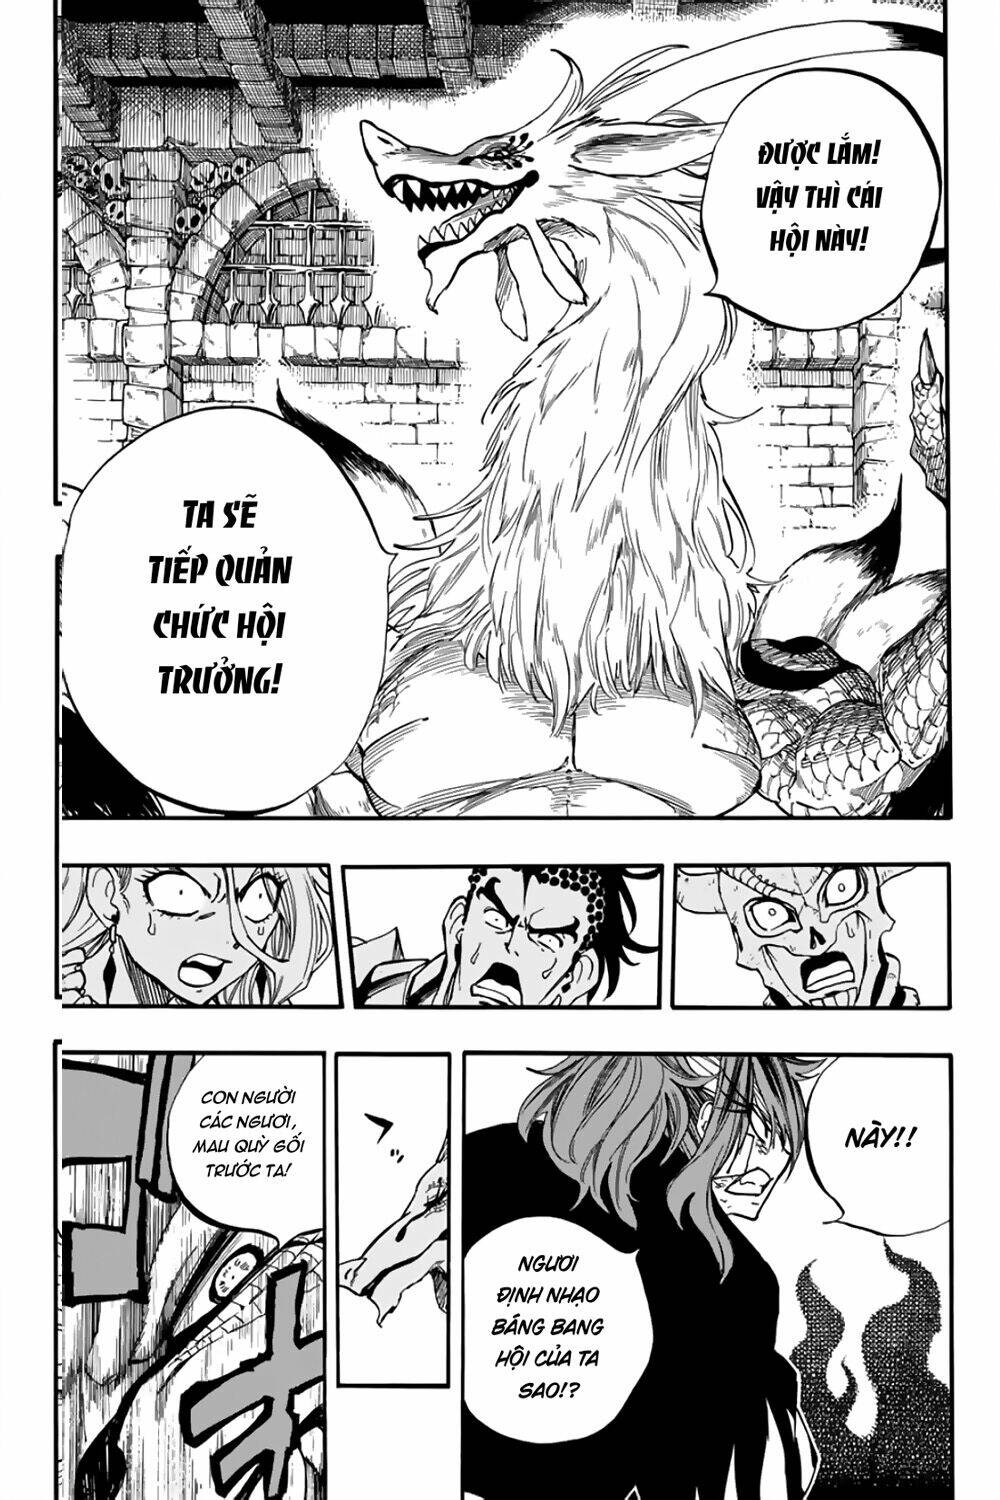 ĐƯỢC LẮM!
VẬY THÌ CÁI
HỘI NÀY!
TA SẼ
TIẾP QUẢN
CHỨC HỘI
TRƯỞNG!
NÀY!!
NGƯƠI
ĐỊNH NHẠO
BÁNG BANG
HỘI CỦA TA
SAO!?
CON NGƯỜI
CÁC NGƯƠI,
MAU QUỲ GỐI
TRƯỚC TA!